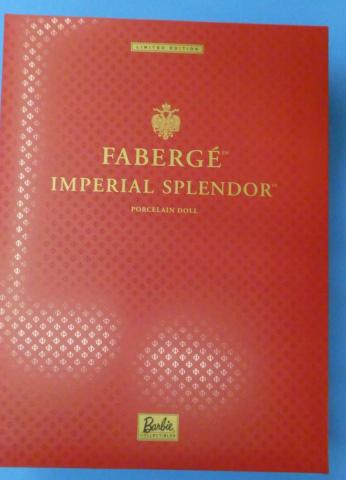 LIMITED EDITION
FABERGÉ™
IMPERIAL SPLENDOR™
PORCELAIN DOLL
Barbie
COLLECTIBLES